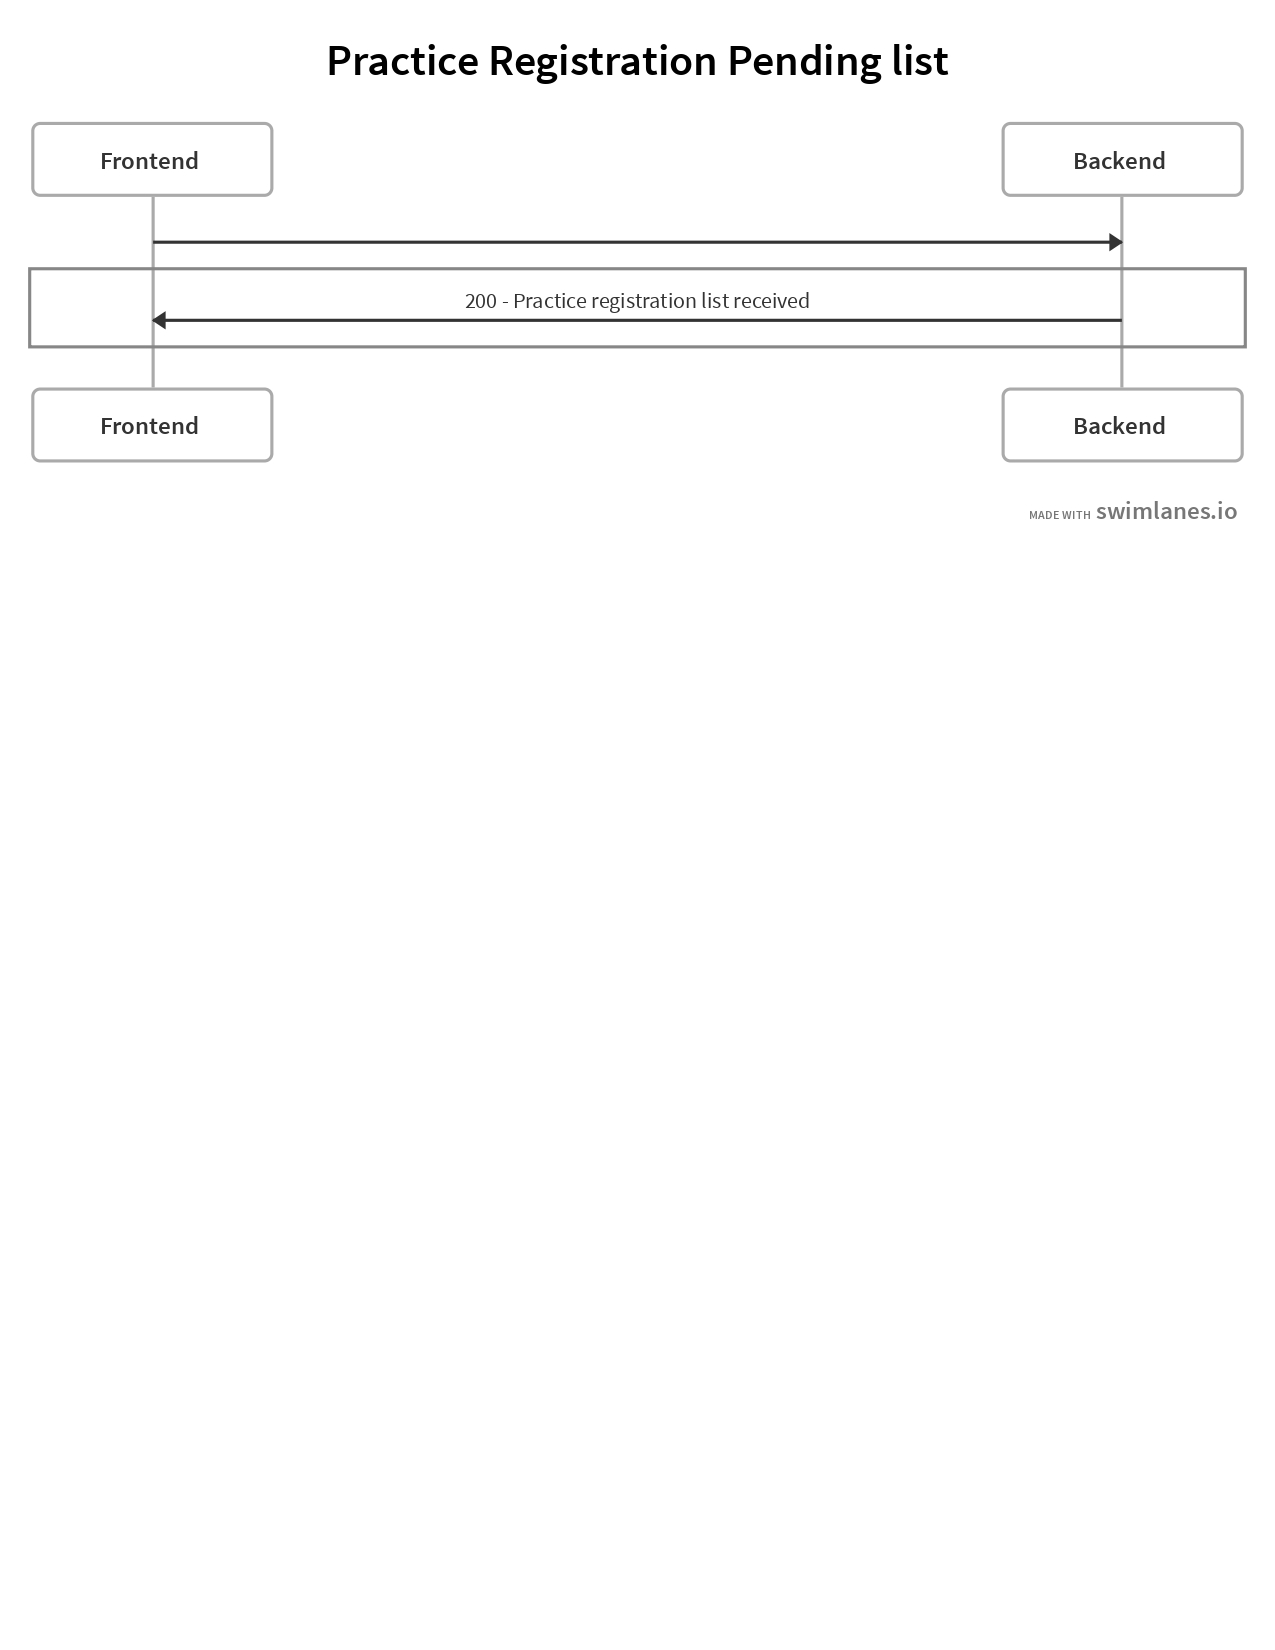 Practice Registration Pending list
Frontend
Backend
200 - Practice registration list received
Frontend
Backend
MADE WITH swimlanes.io